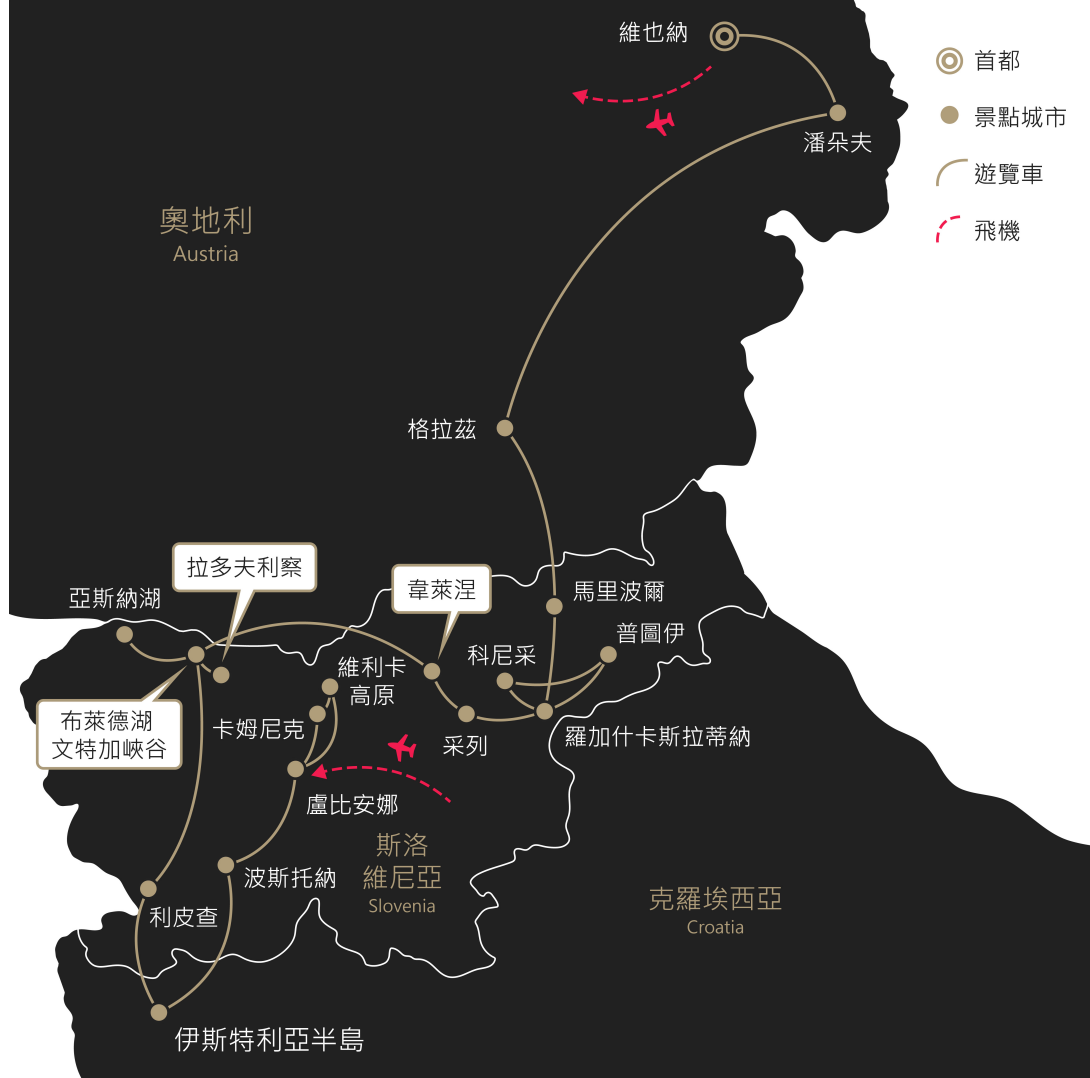 維也納
首都
景點城市
潘朵夫
遊覽車
奧地利
Austria
飛機
格拉茲
拉多夫利察
韋萊涅
亞斯納湖
馬里波爾
普圖伊
科尼采
維利卡
高原
布萊德湖
文特加峽谷
卡姆尼克
采列
羅加什卡斯拉蒂納
盧比安娜
斯洛
維尼亞
Slovenia
波斯托納
克羅埃西亞
Croatia
利皮查
伊斯特利亞半島